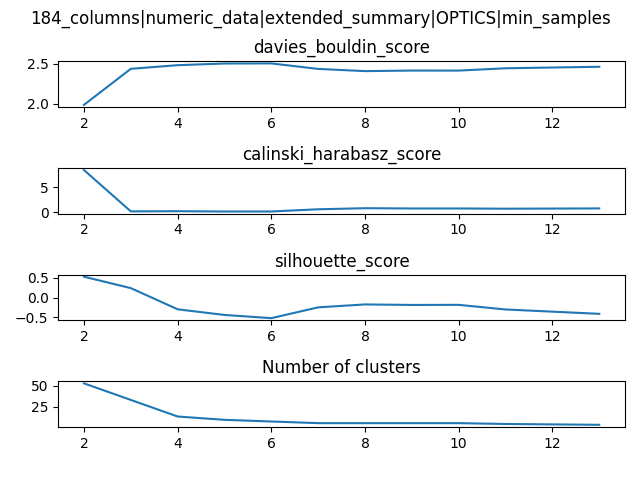 184_columns|numeric_data|extended_summary|OPTICS|min_samples
davies_bouldin_score
2.5
2.0
2 4 6 8 10 12
calinski_harabasz_score
5
0
2 4 6 8 10 12
silhouette_score
0.5
0.0
−0.5
2 4 6 8 10 12
Number of clusters
50
25
2 4 6 8 10 12